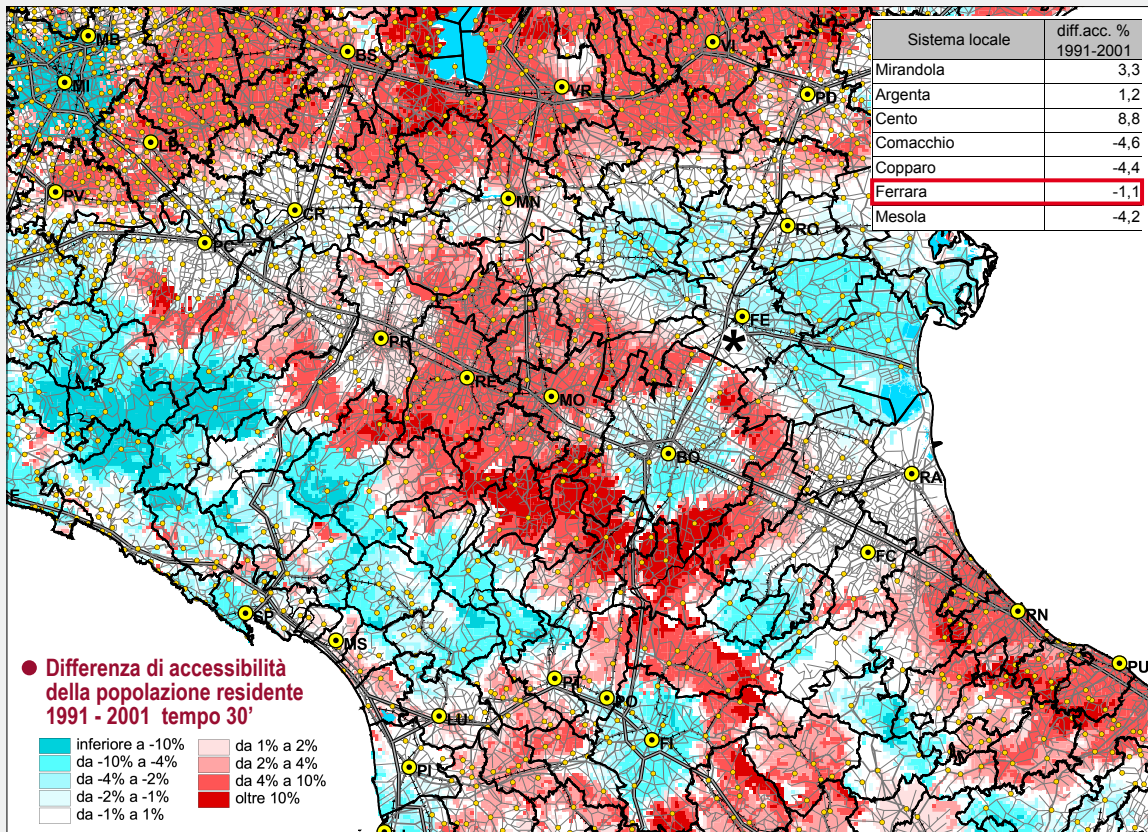 Sistema locale diff.acc. % 1991-2001
Mirandola 3,3
Argenta 1,2
Cento 8,8
Comacchio -4,6
Copparo -4,4
Ferrara -1,1
Mesola -4,2
MB
MI
BS
VI
VR
PD
LD
PV
CR
MN
RO
PC
FE
*
PR
RE
MO
BO
RA
FC
SP
MS
RN
PU
PT
PO
LU
FI
PI
Differenza di accessibilità
della popolazione residente
1991 - 2001 tempo 30'
inferiore a -10%
da -10% a -4%
da -4% a -2%
da -2% a -1%
da -1% a 1%
da 1% a 2%
da 2% a 4%
da 4% a 10%
oltre 10%